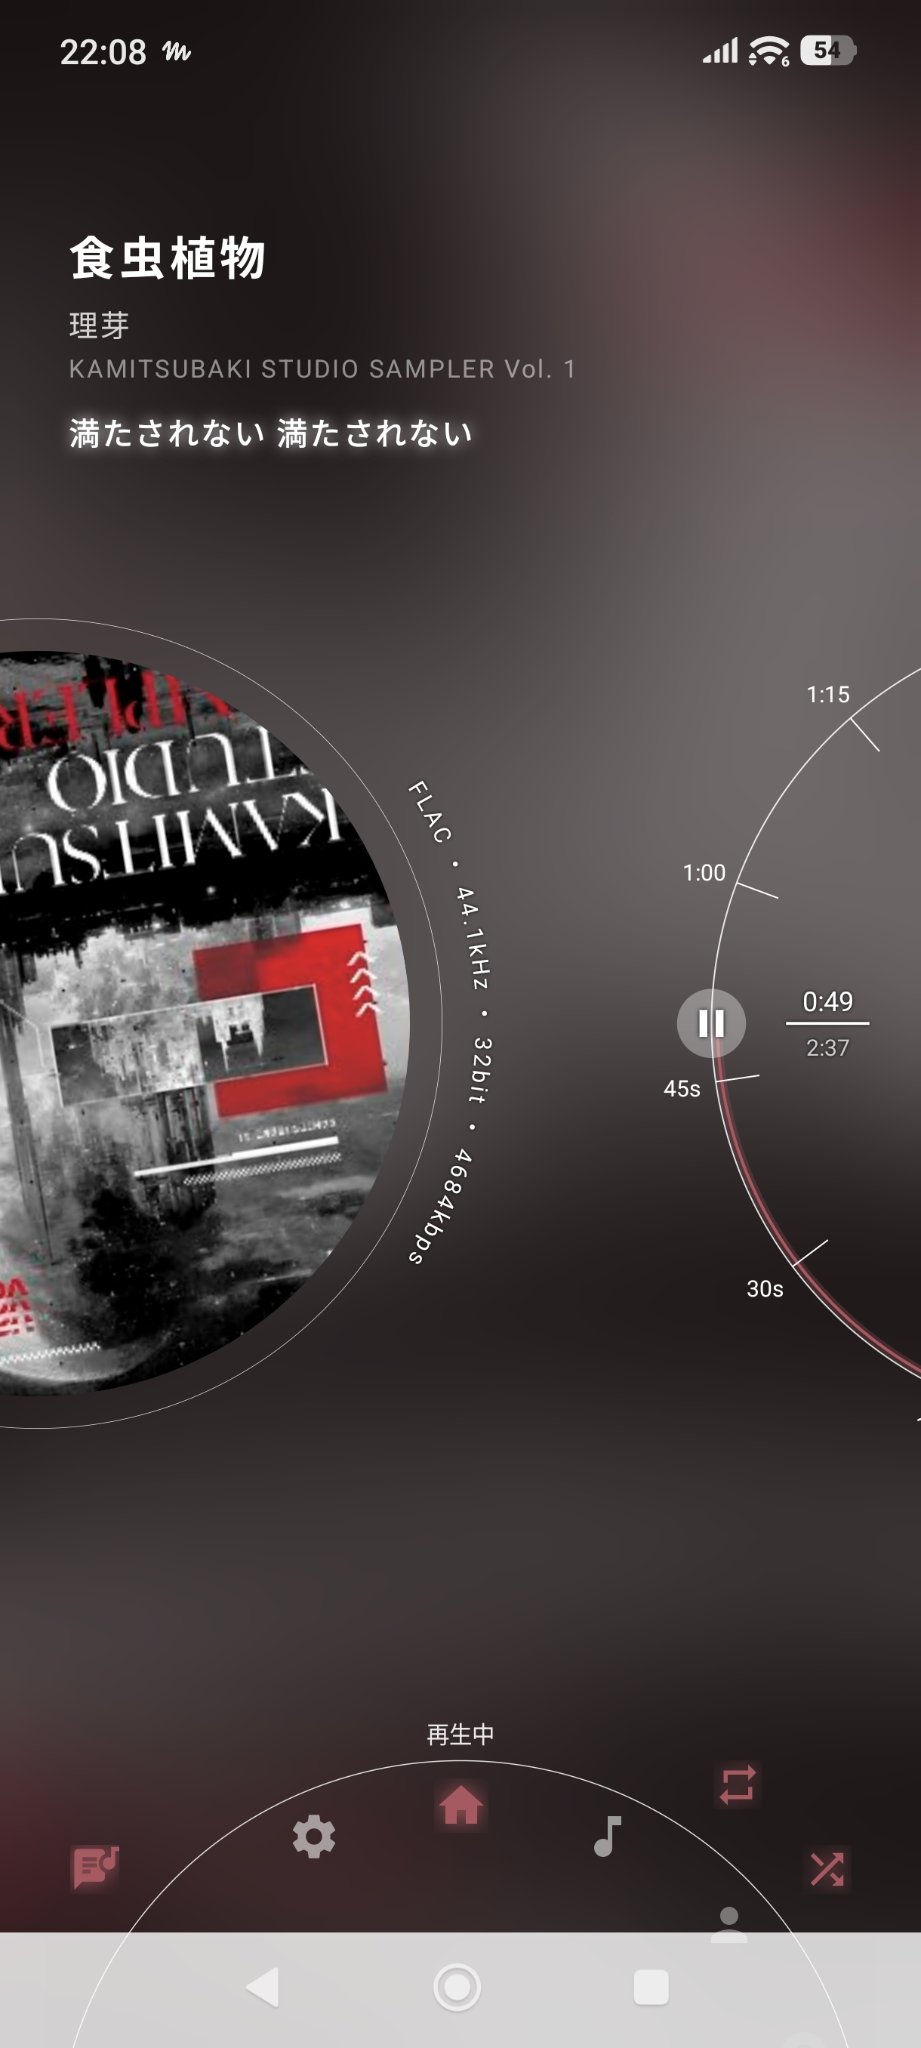 22:08
54
食虫植物
理芽
KAMITSUBAKI STUDIO SAMPLER Vol. 1
満たされない 満たされない
STUDIO
FLAC • 44.1kHz • 32bit • 4684kbps
1:15
1:00
0:49
2:37
45s
30s
再生中